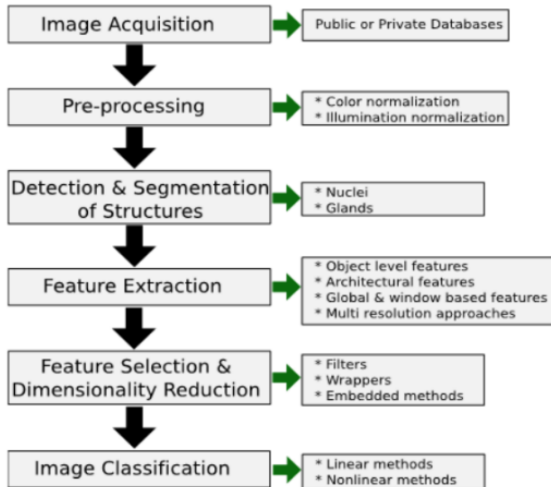 Image Acquisition
Public or Private Databases
Pre-processing
* Color normalization
* Illumination normalization
Detection & Segmentation
of Structures
* Nuclei
* Glands
Feature Extraction
* Object level features
* Architectural features
* Global & window based features
* Multi resolution approaches
Feature Selection &
Dimensionality Reduction
* Filters
* Wrappers
* Embedded methods
Image Classification
* Linear methods
* Nonlinear methods